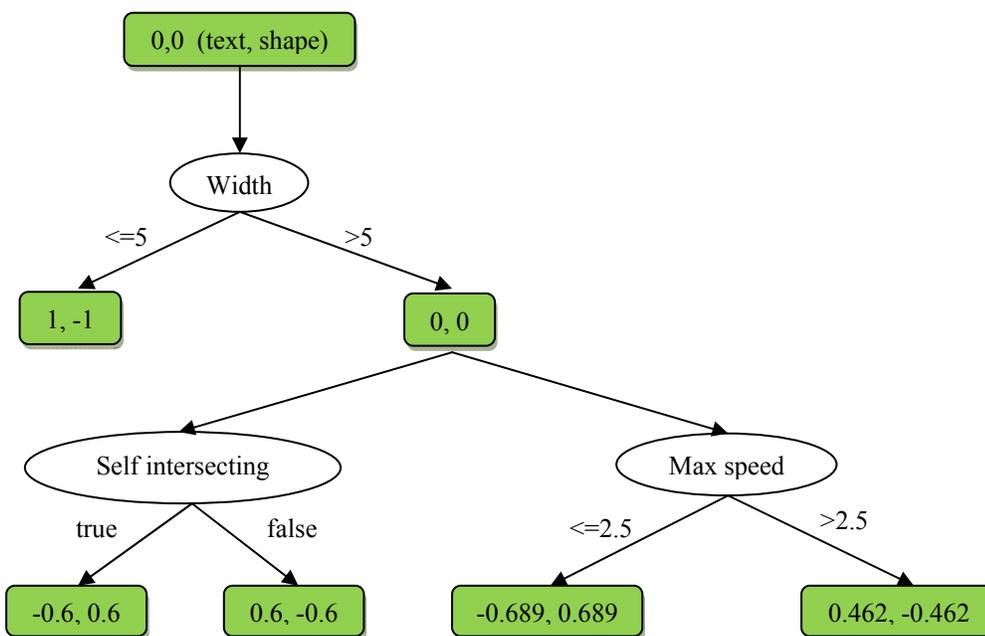 0,0 (text, shape)
Width
<=5
>5
1, -1
0, 0
Self intersecting
Max speed
true
false
<=2.5
>2.5
-0.6, 0.6
0.6, -0.6
-0.689, 0.689
0.462, -0.462